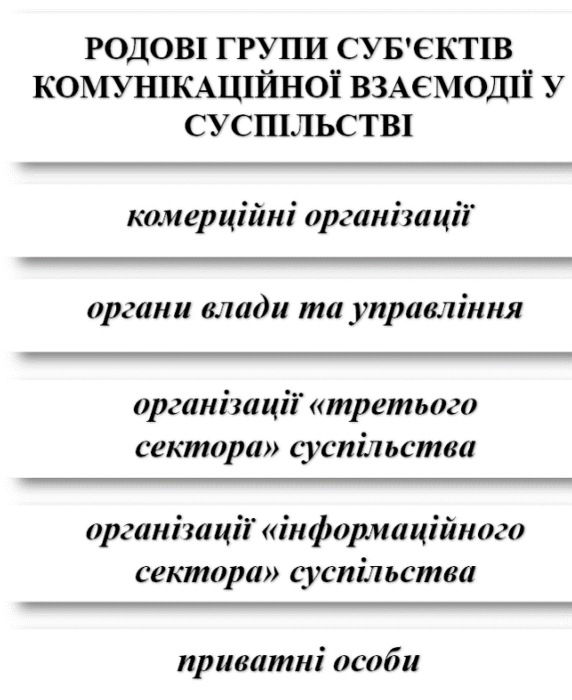 РОДОВІ ГРУПИ СУБ'ЄКТІВ
КОМУНІКАЦІЙНОЇ ВЗАЄМОДІЇ У
СУСПІЛЬСТВІ
комерційні організації
органи влади та управління
організації «третього
сектора» суспільства
організації «інформаційного
сектора» суспільства
приватні особи